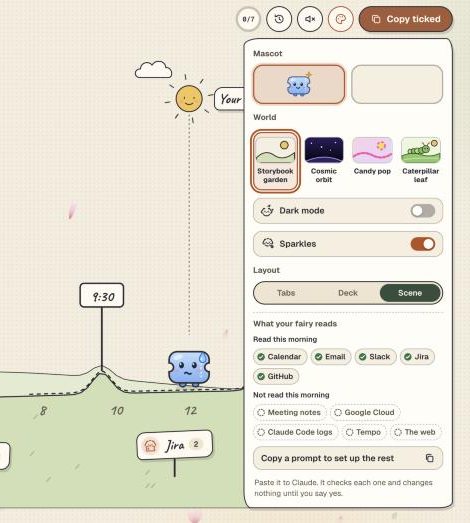 0/7
Copy ticked
Mascot
World
Storybook
garden
Cosmic
orbit
Candy pop
Caterpillar
leaf
Dark mode
Sparkles
Layout
Tabs
Deck
Scene
What your fairy reads
Read this morning
Calendar
Email
Slack
Jira
GitHub
Not read this morning
Meeting notes
Google Cloud
Claude Code logs
Tempo
The web
Copy a prompt to set up the rest
Paste it to Claude. It checks each one and changes
nothing until you say yes.
Your
9:30
8
10
12
Jira 2